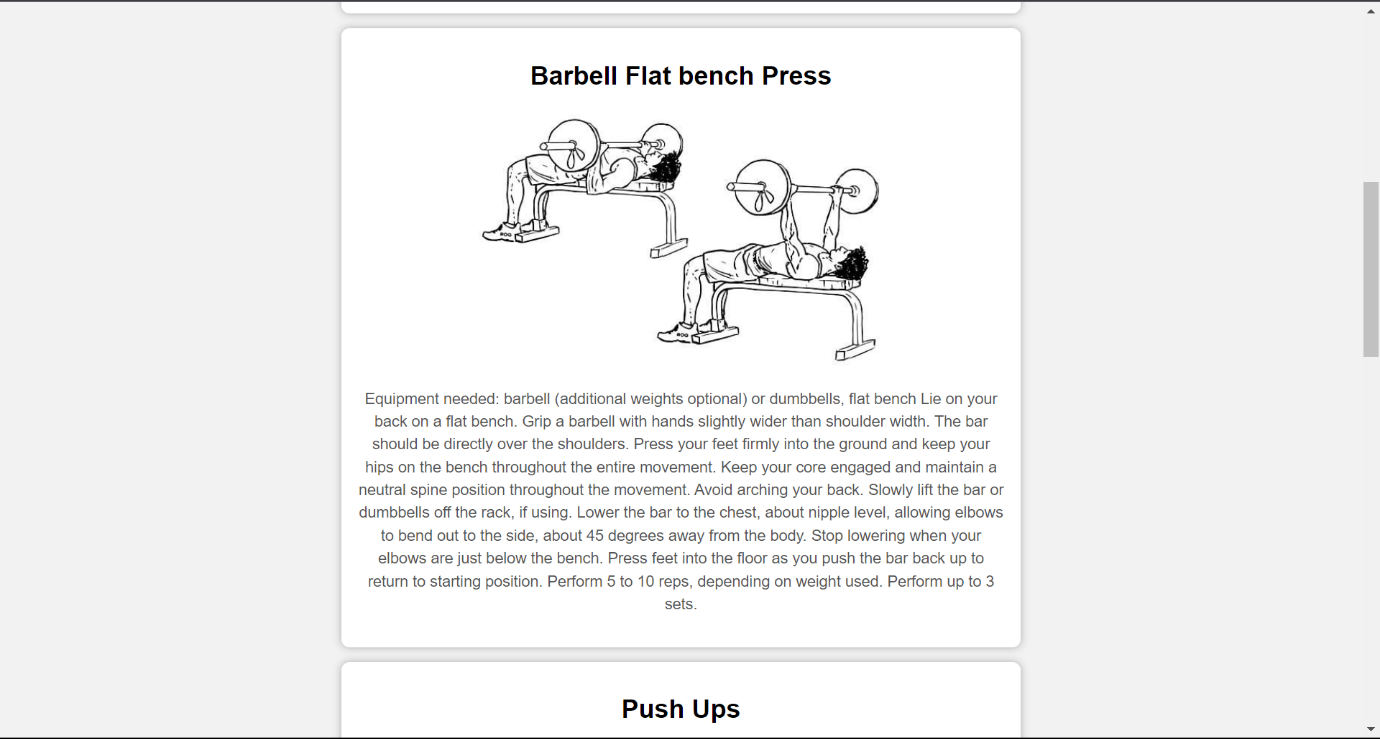 Barbell Flat bench Press
Equipment needed: barbell (additional weights optional) or dumbbells, flat bench Lie on your
back on a flat bench. Grip a barbell with hands slightly wider than shoulder width. The bar
should be directly over the shoulders. Press your feet firmly into the ground and keep your
hips on the bench throughout the entire movement. Keep your core engaged and maintain a
neutral spine position throughout the movement. Avoid arching your back. Slowly lift the bar or
dumbbells off the rack, if using. Lower the bar to the chest, about nipple level, allowing elbows
to bend out to the side, about 45 degrees away from the body. Stop lowering when your
elbows are just below the bench. Press feet into the floor as you push the bar back up to
return to starting position. Perform 5 to 10 reps, depending on weight used. Perform up to 3
sets.
Push Ups